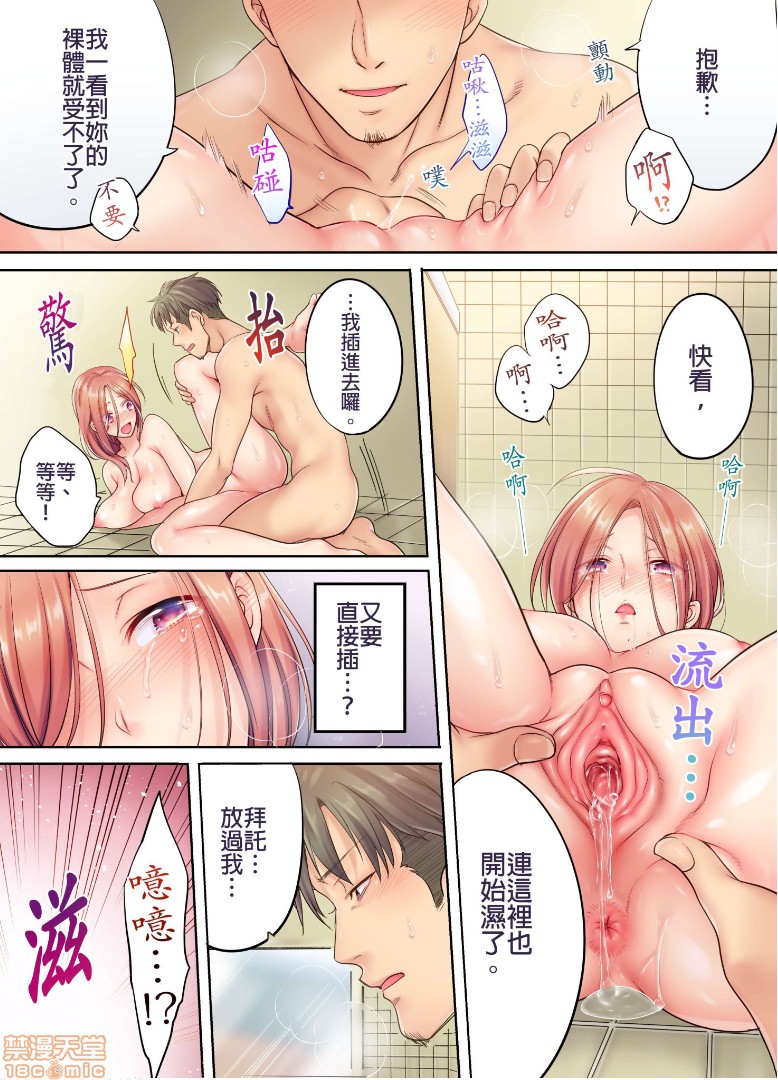 抱歉…
顫動
啊!?
咕啾…滋滋
噗
咕碰
我一看到妳的
裸體就受不了了。
不要
快看，
哈啊…
啊…
哈啊——
哈啊——
流出…
連這裡也
開始濕了。
…我插進去囉。
抬
驚
等、
等等！
又要
直接插…？
拜託…
放過我…
噫噫…!?
滋
禁漫天堂
18comic